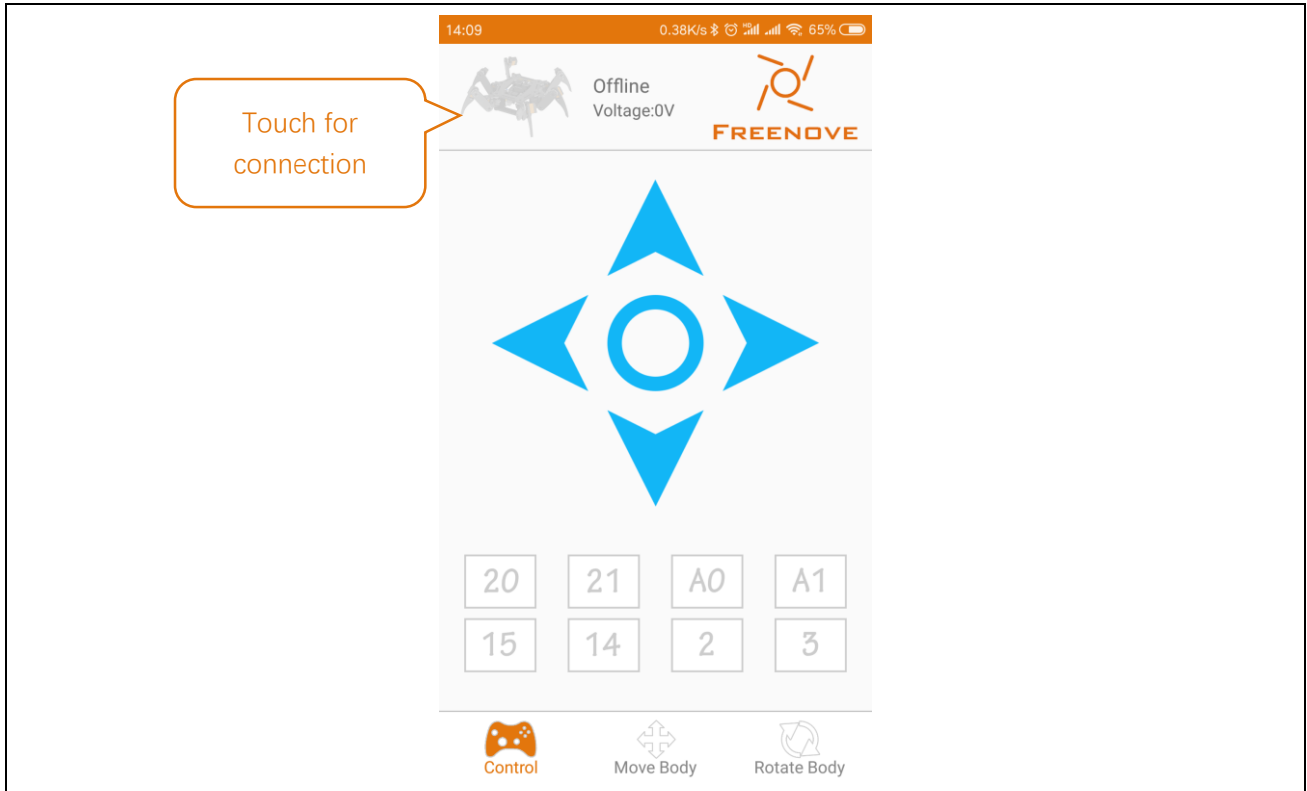 14:09 0.38K/s HD 65%
Touch for
connection
Offline
Voltage:0V
FREENOVE
20 21 A0 A1
15 14 2 3
Control Move Body Rotate Body